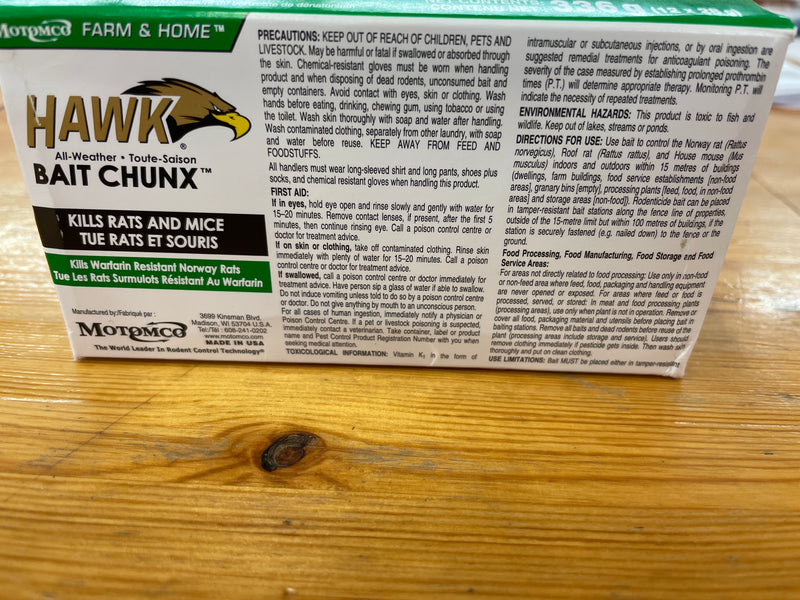 MOTOMCO FARM & HOME™
336 g
HAWK®
All-Weather • Toute-Saison
BAIT CHUNX™
KILLS RATS AND MICE
TUE RATS ET SOURIS
Kills Warfarin Resistant Norway Rats
Tue Les Rats Surmulots Résistant Au Warfarin
Manufactured by:/Fabriqué par :
MOTOMCO
The World Leader In Rodent Control Technology®
3699 Kinsman Blvd.
Madison, WI 53704 U.S.A.
Tel:/Tél : 608-241-0202
www.motomco.com
MADE IN USA
PRECAUTIONS: KEEP OUT OF REACH OF CHILDREN, PETS AND
LIVESTOCK. May be harmful or fatal if swallowed or absorbed through
the skin. Chemical-resistant gloves must be worn when handling
product and when disposing of dead rodents, unconsumed bait and
empty containers. Avoid contact with eyes, skin or clothing. Wash
hands before eating, drinking, chewing gum, using tobacco or using
the toilet. Wash skin thoroughly with soap and water after handling.
Wash contaminated clothing, separately from other laundry, with soap
and water before reuse. KEEP AWAY FROM FEED AND
FOODSTUFFS.
All handlers must wear long-sleeved shirt and long pants, shoes plus
socks, and chemical resistant gloves when handling this product.
FIRST AID:
If in eyes, hold eye open and rinse slowly and gently with water for
15–20 minutes. Remove contact lenses, if present, after the first 5
minutes, then continue rinsing eye. Call a poison control centre or
doctor for treatment advice.
If on skin or clothing, take off contaminated clothing. Rinse skin
immediately with plenty of water for 15–20 minutes. Call a poison
control centre or doctor for treatment advice.
If swallowed, call a poison control centre or doctor immediately for
treatment advice. Have person sip a glass of water if able to swallow.
Do not induce vomiting unless told to do so by a poison control centre
or doctor. Do not give anything by mouth to an unconscious person.
For all cases of human ingestion, immediately notify a physician or
Poison Control Centre. If a pet or livestock poisoning is suspected,
immediately contact a veterinarian. Take container, label or product
name and Pest Control Product Registration Number with you when
seeking medical attention.
TOXICOLOGICAL INFORMATION: Vitamin K₁ in the form of
intramuscular or subcutaneous injections, or by oral ingestion are
suggested remedial treatments for anticoagulant poisoning. The
severity of the case measured by establishing prolonged prothrombin
times (P.T.) will determine appropriate therapy. Monitoring P.T. will
indicate the necessity of repeated treatments.
ENVIRONMENTAL HAZARDS: This product is toxic to fish and
wildlife. Keep out of lakes, streams or ponds.
DIRECTIONS FOR USE: Use bait to control the Norway rat (Rattus
norvegicus), Roof rat (Rattus rattus), and House mouse (Mus
musculus) indoors and outdoors within 15 metres of buildings
(dwellings, farm buildings, food service establishments [non-food
areas], granary bins [empty], processing plants [feed, food, in non-food
areas] and storage areas [non-food]). Rodenticide bait can be placed
in tamper-resistant bait stations along the fence line of properties,
outside of the 15-metre limit but within 100 metres of buildings, if the
station is securely fastened (e.g. nailed down) to the fence or the
ground.
Food Processing, Food Manufacturing, Food Storage and Food
Service Areas:
For areas not directly related to food processing: Use only in non-food
or non-feed area where feed, food, packaging and handling equipment
are never opened or exposed. For areas where feed or food is
processed, served, or stored: in meat and food processing plants
(processing areas), use only when plant is not in operation. Remove or
cover all food, packaging material and utensils before placing bait in
baiting stations. Remove all baits and dead rodents before reuse of the
plant (processing areas include storage and service). Users should
remove clothing immediately if pesticide gets inside. Then wash skin
thoroughly and put on clean clothing.
USE LIMITATIONS: Bait MUST be placed either in tamper-resisting